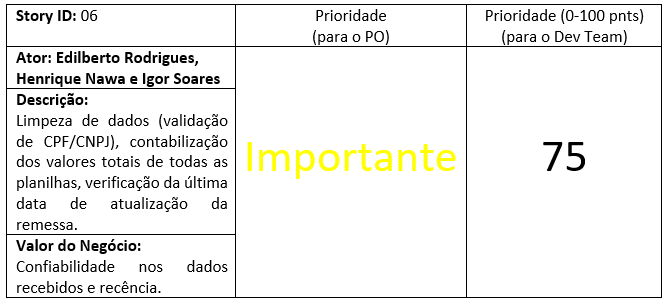 Story ID: 06
Prioridade
(para o PO)
Prioridade (0-100 pnts)
(para o Dev Team)
Ator: Edilberto Rodrigues,
Henrique Nawa e Igor Soares
Descrição:
Limpeza de dados (validação
de CPF/CNPJ), contabilização
dos valores totais de todas as
planilhas, verificação da última
data de atualização da
remessa.
Importante
75
Valor do Negócio:
Confiabilidade nos dados
recebidos e recência.